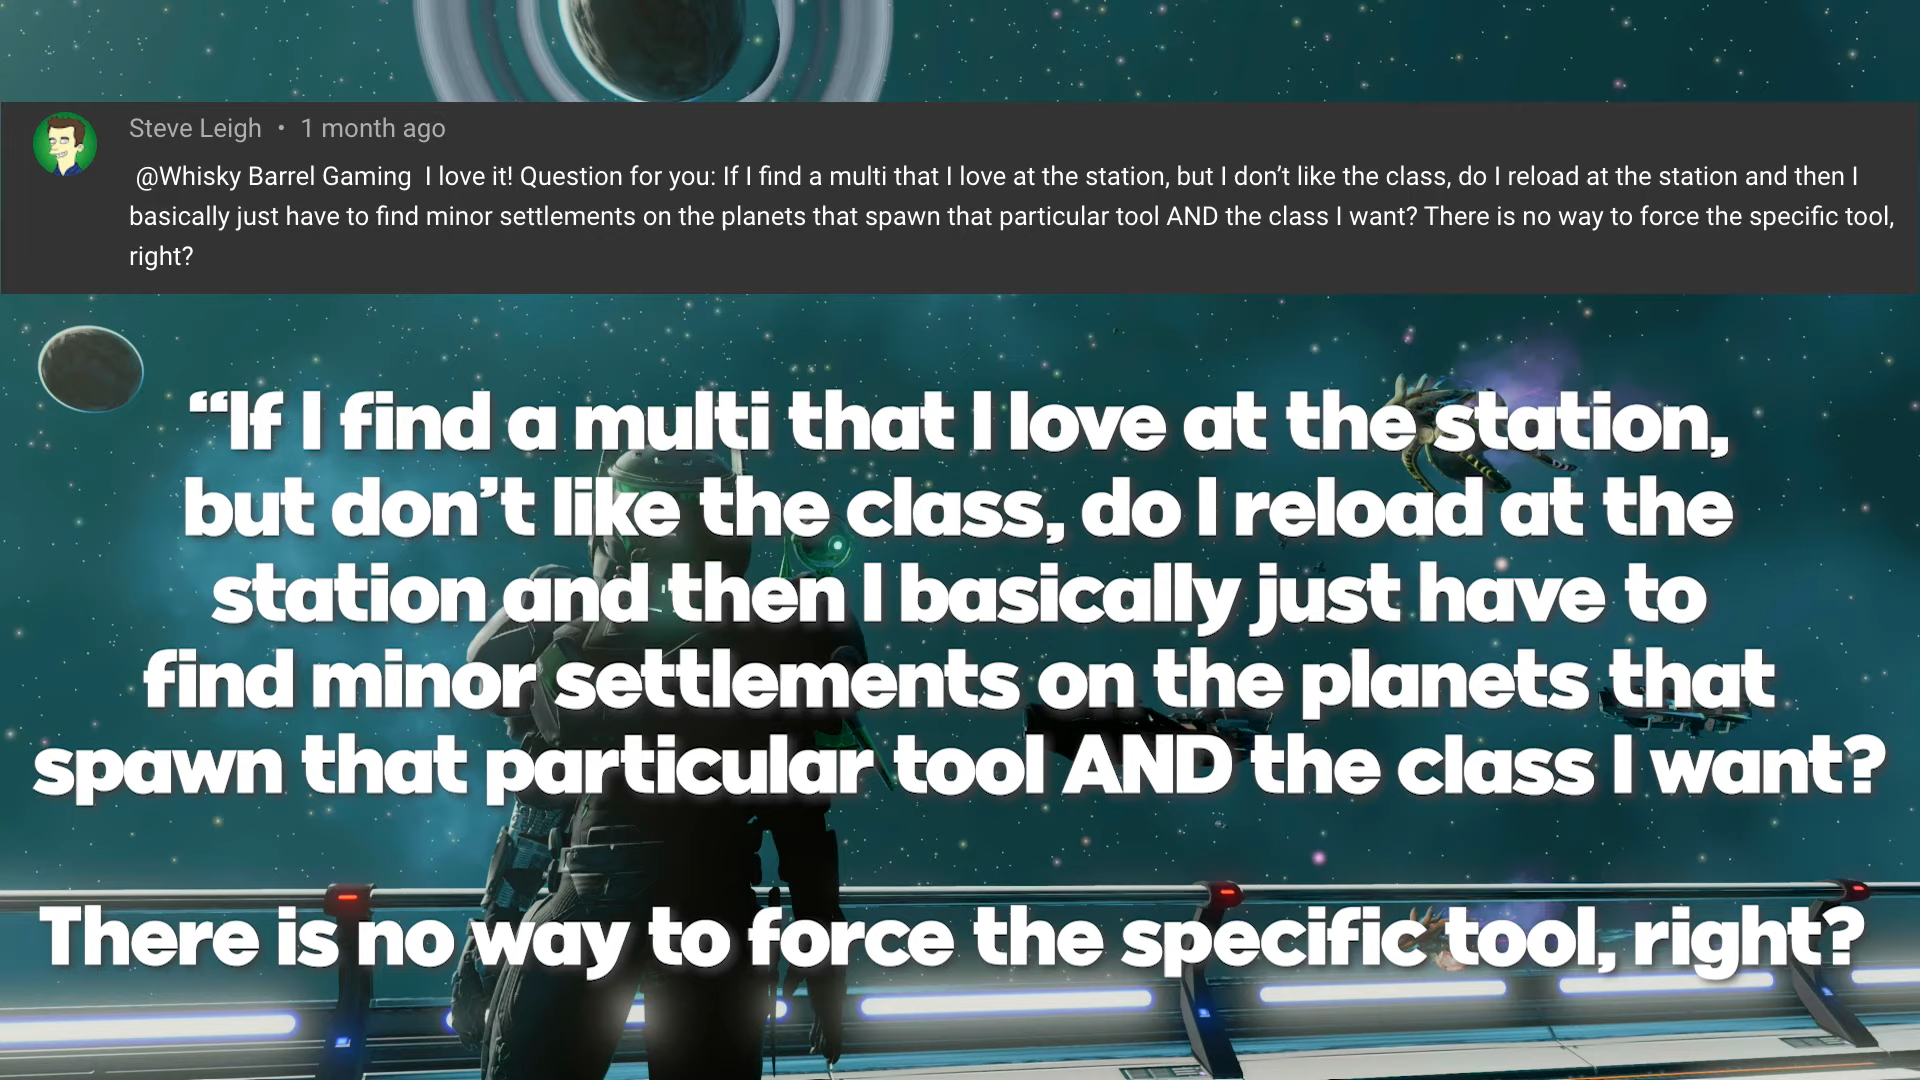 Steve Leigh • 1 month ago
@Whisky Barrel Gaming I love it! Question for you: If I find a multi that I love at the station, but I don’t like the class, do I reload at the station and then I
basically just have to find minor settlements on the planets that spawn that particular tool AND the class I want? There is no way to force the specific tool,
right?
“If I find a multi that I love at the station,
but don’t like the class, do I reload at the
station and then I basically just have to
find minor settlements on the planets that
spawn that particular tool AND the class I want?
There is no way to force the specific tool, right?